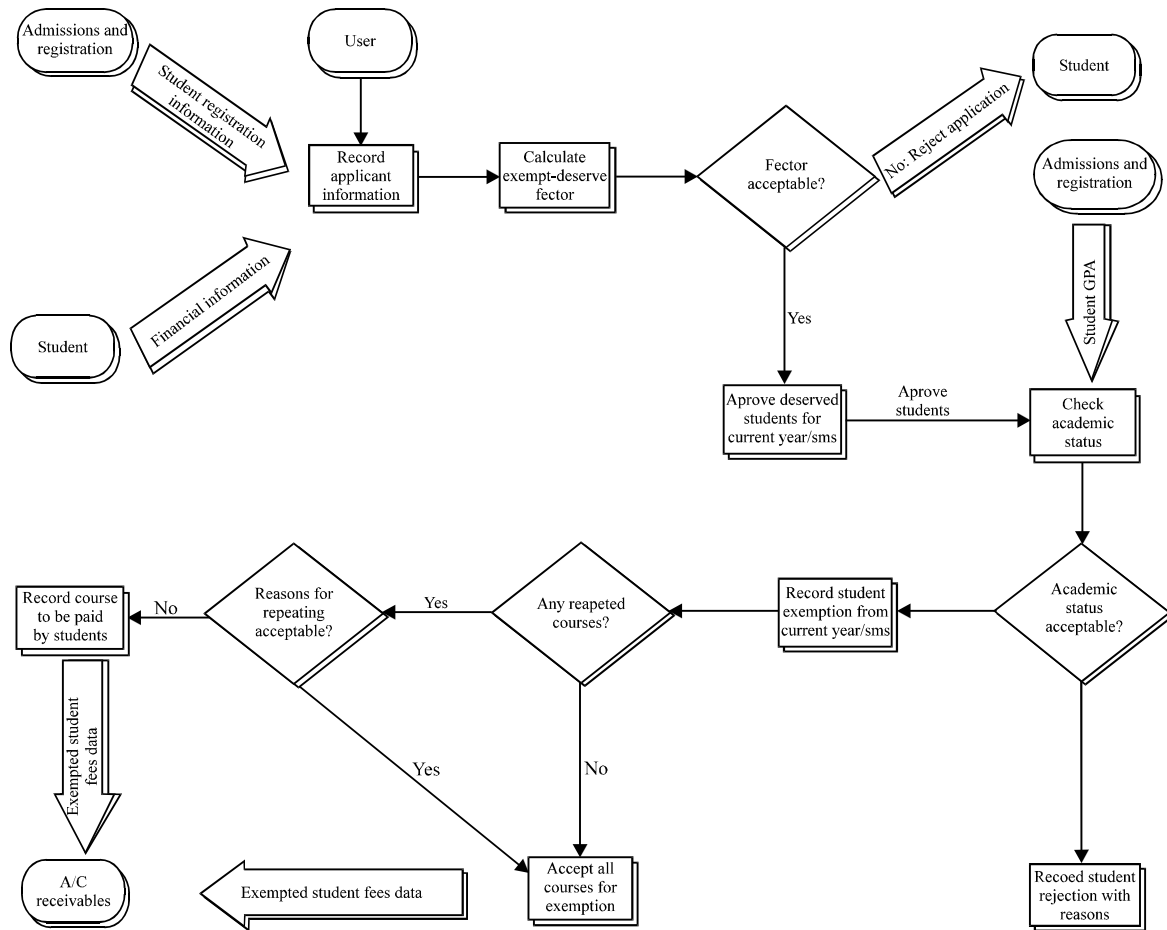 Admissions and
registration
User
Student registration
information
Student
No: Reject application
Record
applicant
information
Calculate
exempt-deserve
fector
Fector
acceptable?
Admissions and
registration
Financial information
Student
Student GPA
Yes
Aprove deserved
students for
current year/sms
Aprove
students
Check
academic
status
Record course
to be paid
by students
No
Reasons for
repeating
acceptable?
Yes
Any reapeted
courses?
Record student
exemption from
current year/sms
Academic
status
acceptable?
Exempted student
fees data
Yes
No
A/C
receivables
Exempted student fees data
Accept all
courses for
exemption
Recoed student
rejection with
reasons